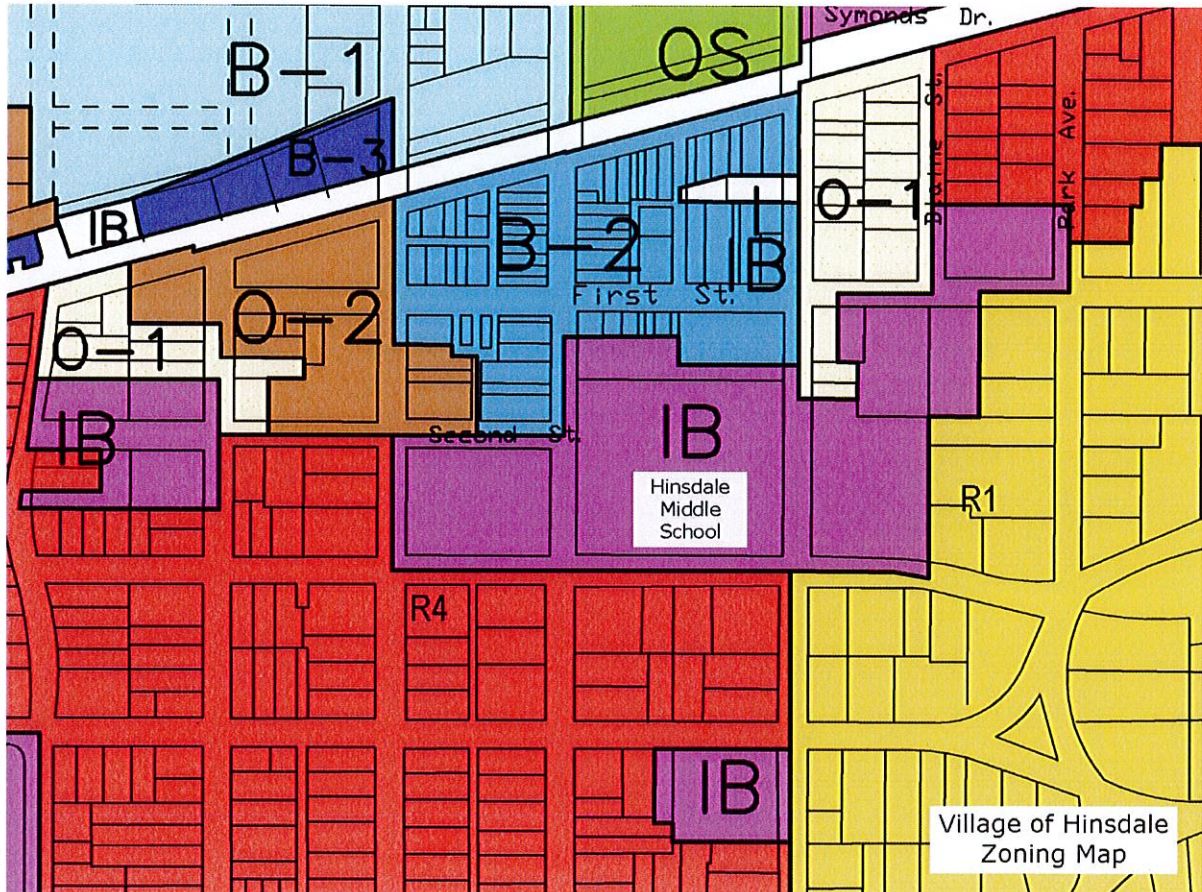 Symonds Dr.
B-1
OS
B-3
Blaine St.
Park Ave.
IB
B-2
O-1
IB
First St.
O-2
O-1
IB
Second St.
IB
Hinsdale
Middle
School
R1
R4
IB
Village of Hinsdale
Zoning Map